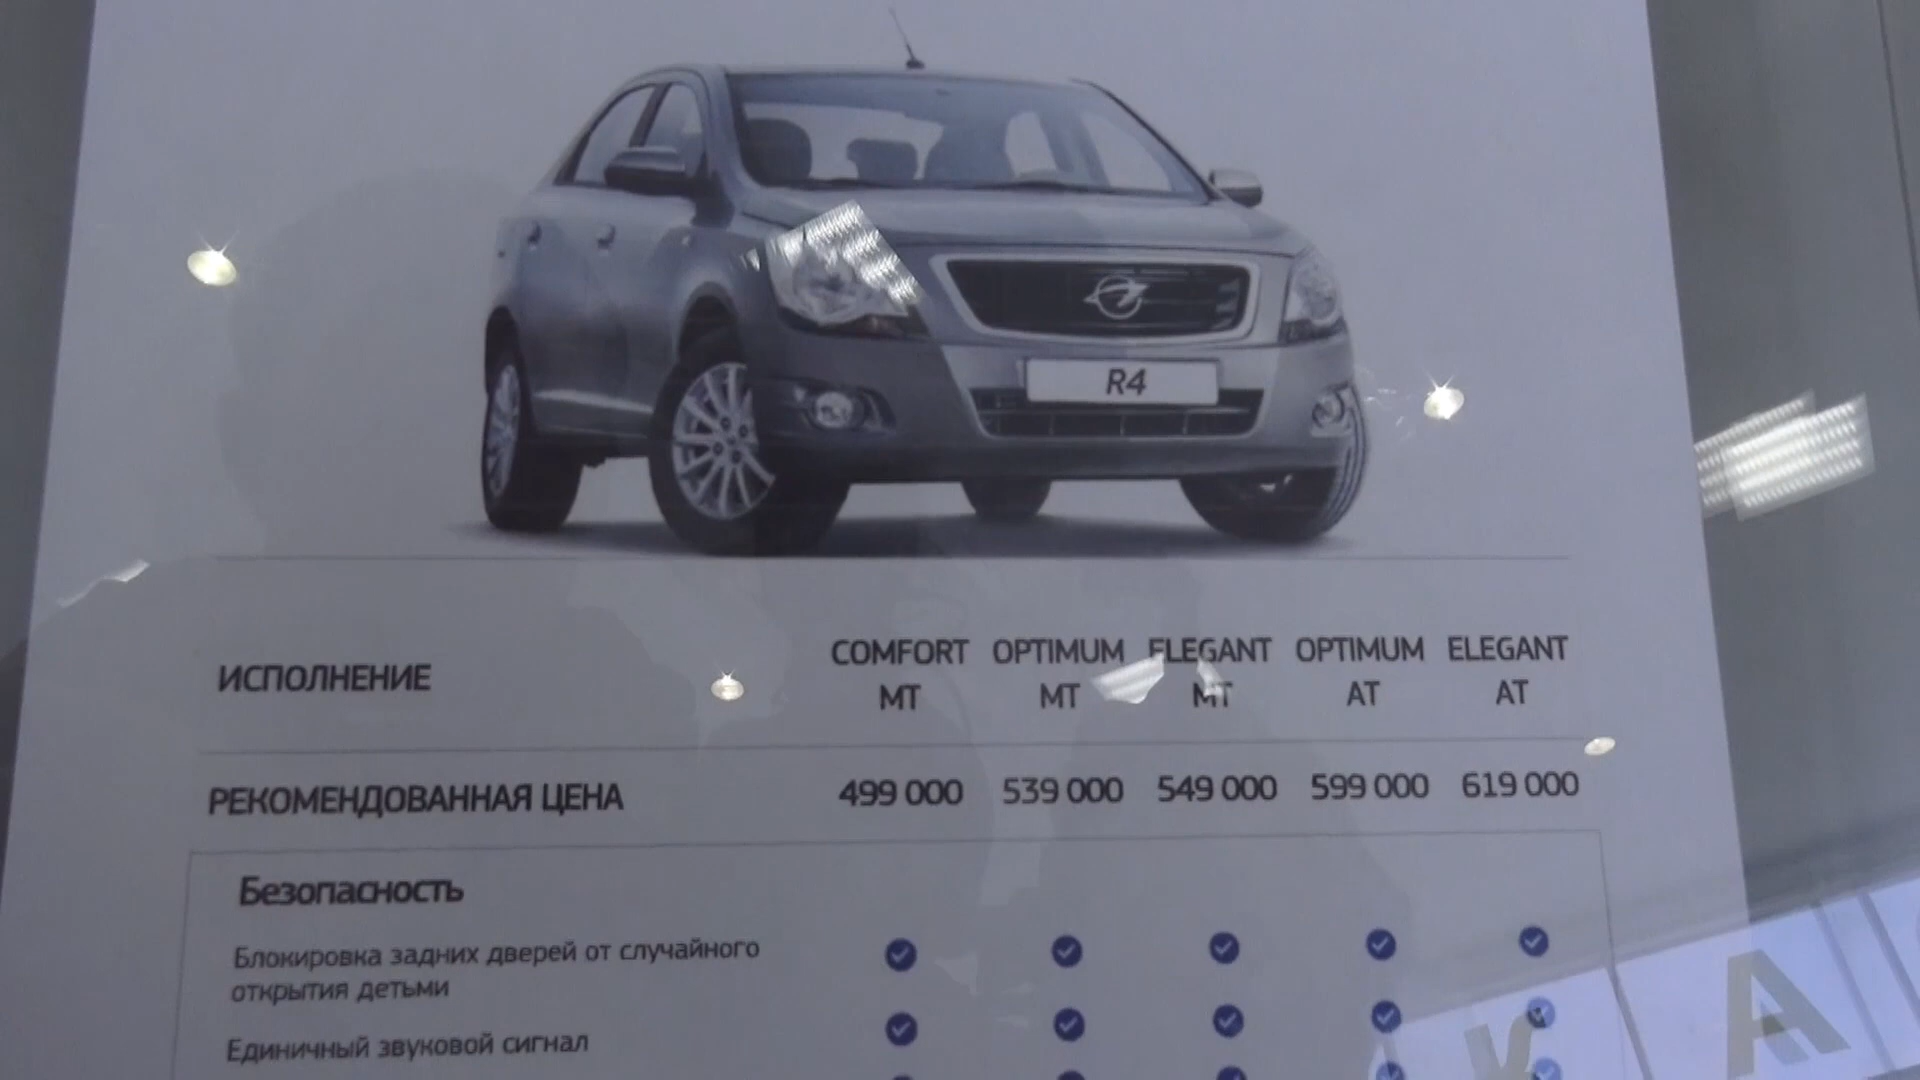 R4
ИСПОЛНЕНИЕ
COMFORT MT
OPTIMUM MT
ELEGANT MT
OPTIMUM AT
ELEGANT AT
РЕКОМЕНДОВАННАЯ ЦЕНА 499 000 539 000 549 000 599 000 619 000
Безопасность
Блокировка задних дверей от случайного
открытия детьми
Единичный звуковой сигнал
КА